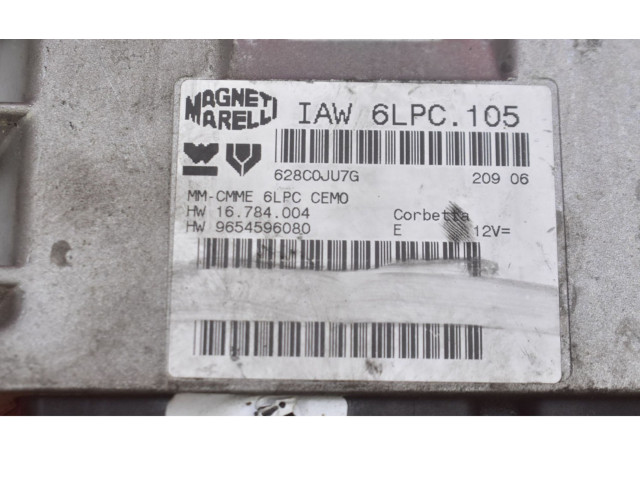 MAGNETI
MARELLI
IAW 6LPC.105
628C0JU7G 209 06
MM-CMME 6LPC CEMO
HW 16.784.004 Corbetta
HW 9654596080 E 12V=